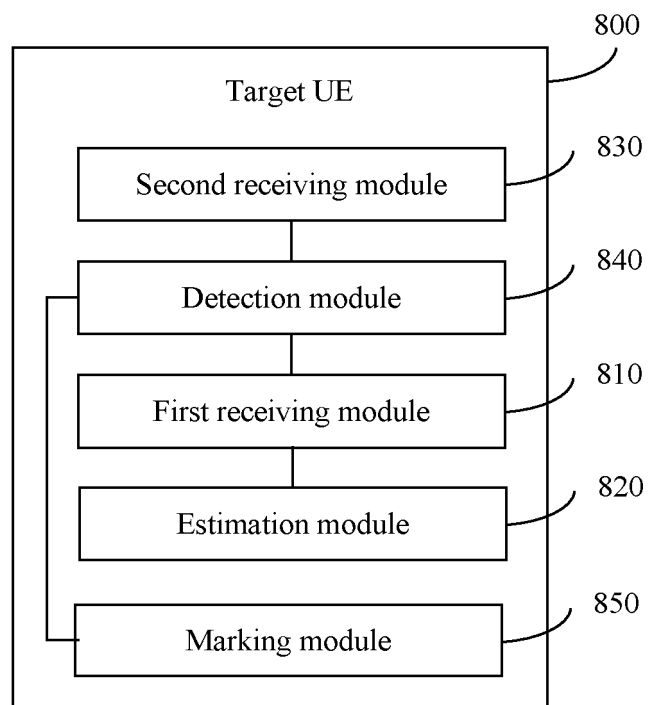 800
Target UE
830
Second receiving module
840
Detection module
810
First receiving module
820
Estimation module
850
Marking module